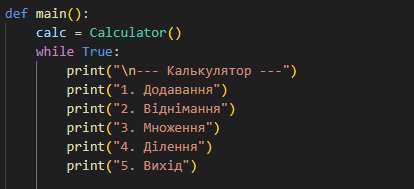 def main():
    calc = Calculator()
    while True:
        print("\n--- Калькулятор ---")
        print("1. Додавання")
        print("2. Віднімання")
        print("3. Множення")
        print("4. Ділення")
        print("5. Вихід")